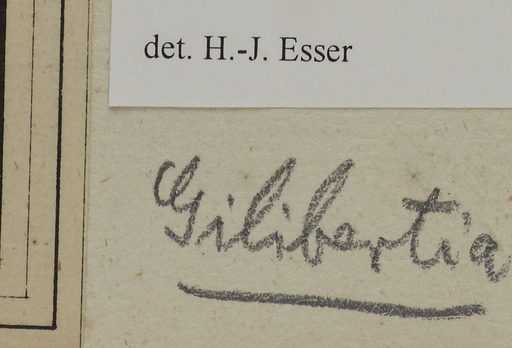 det. H.-J. Esser
Gilibertia